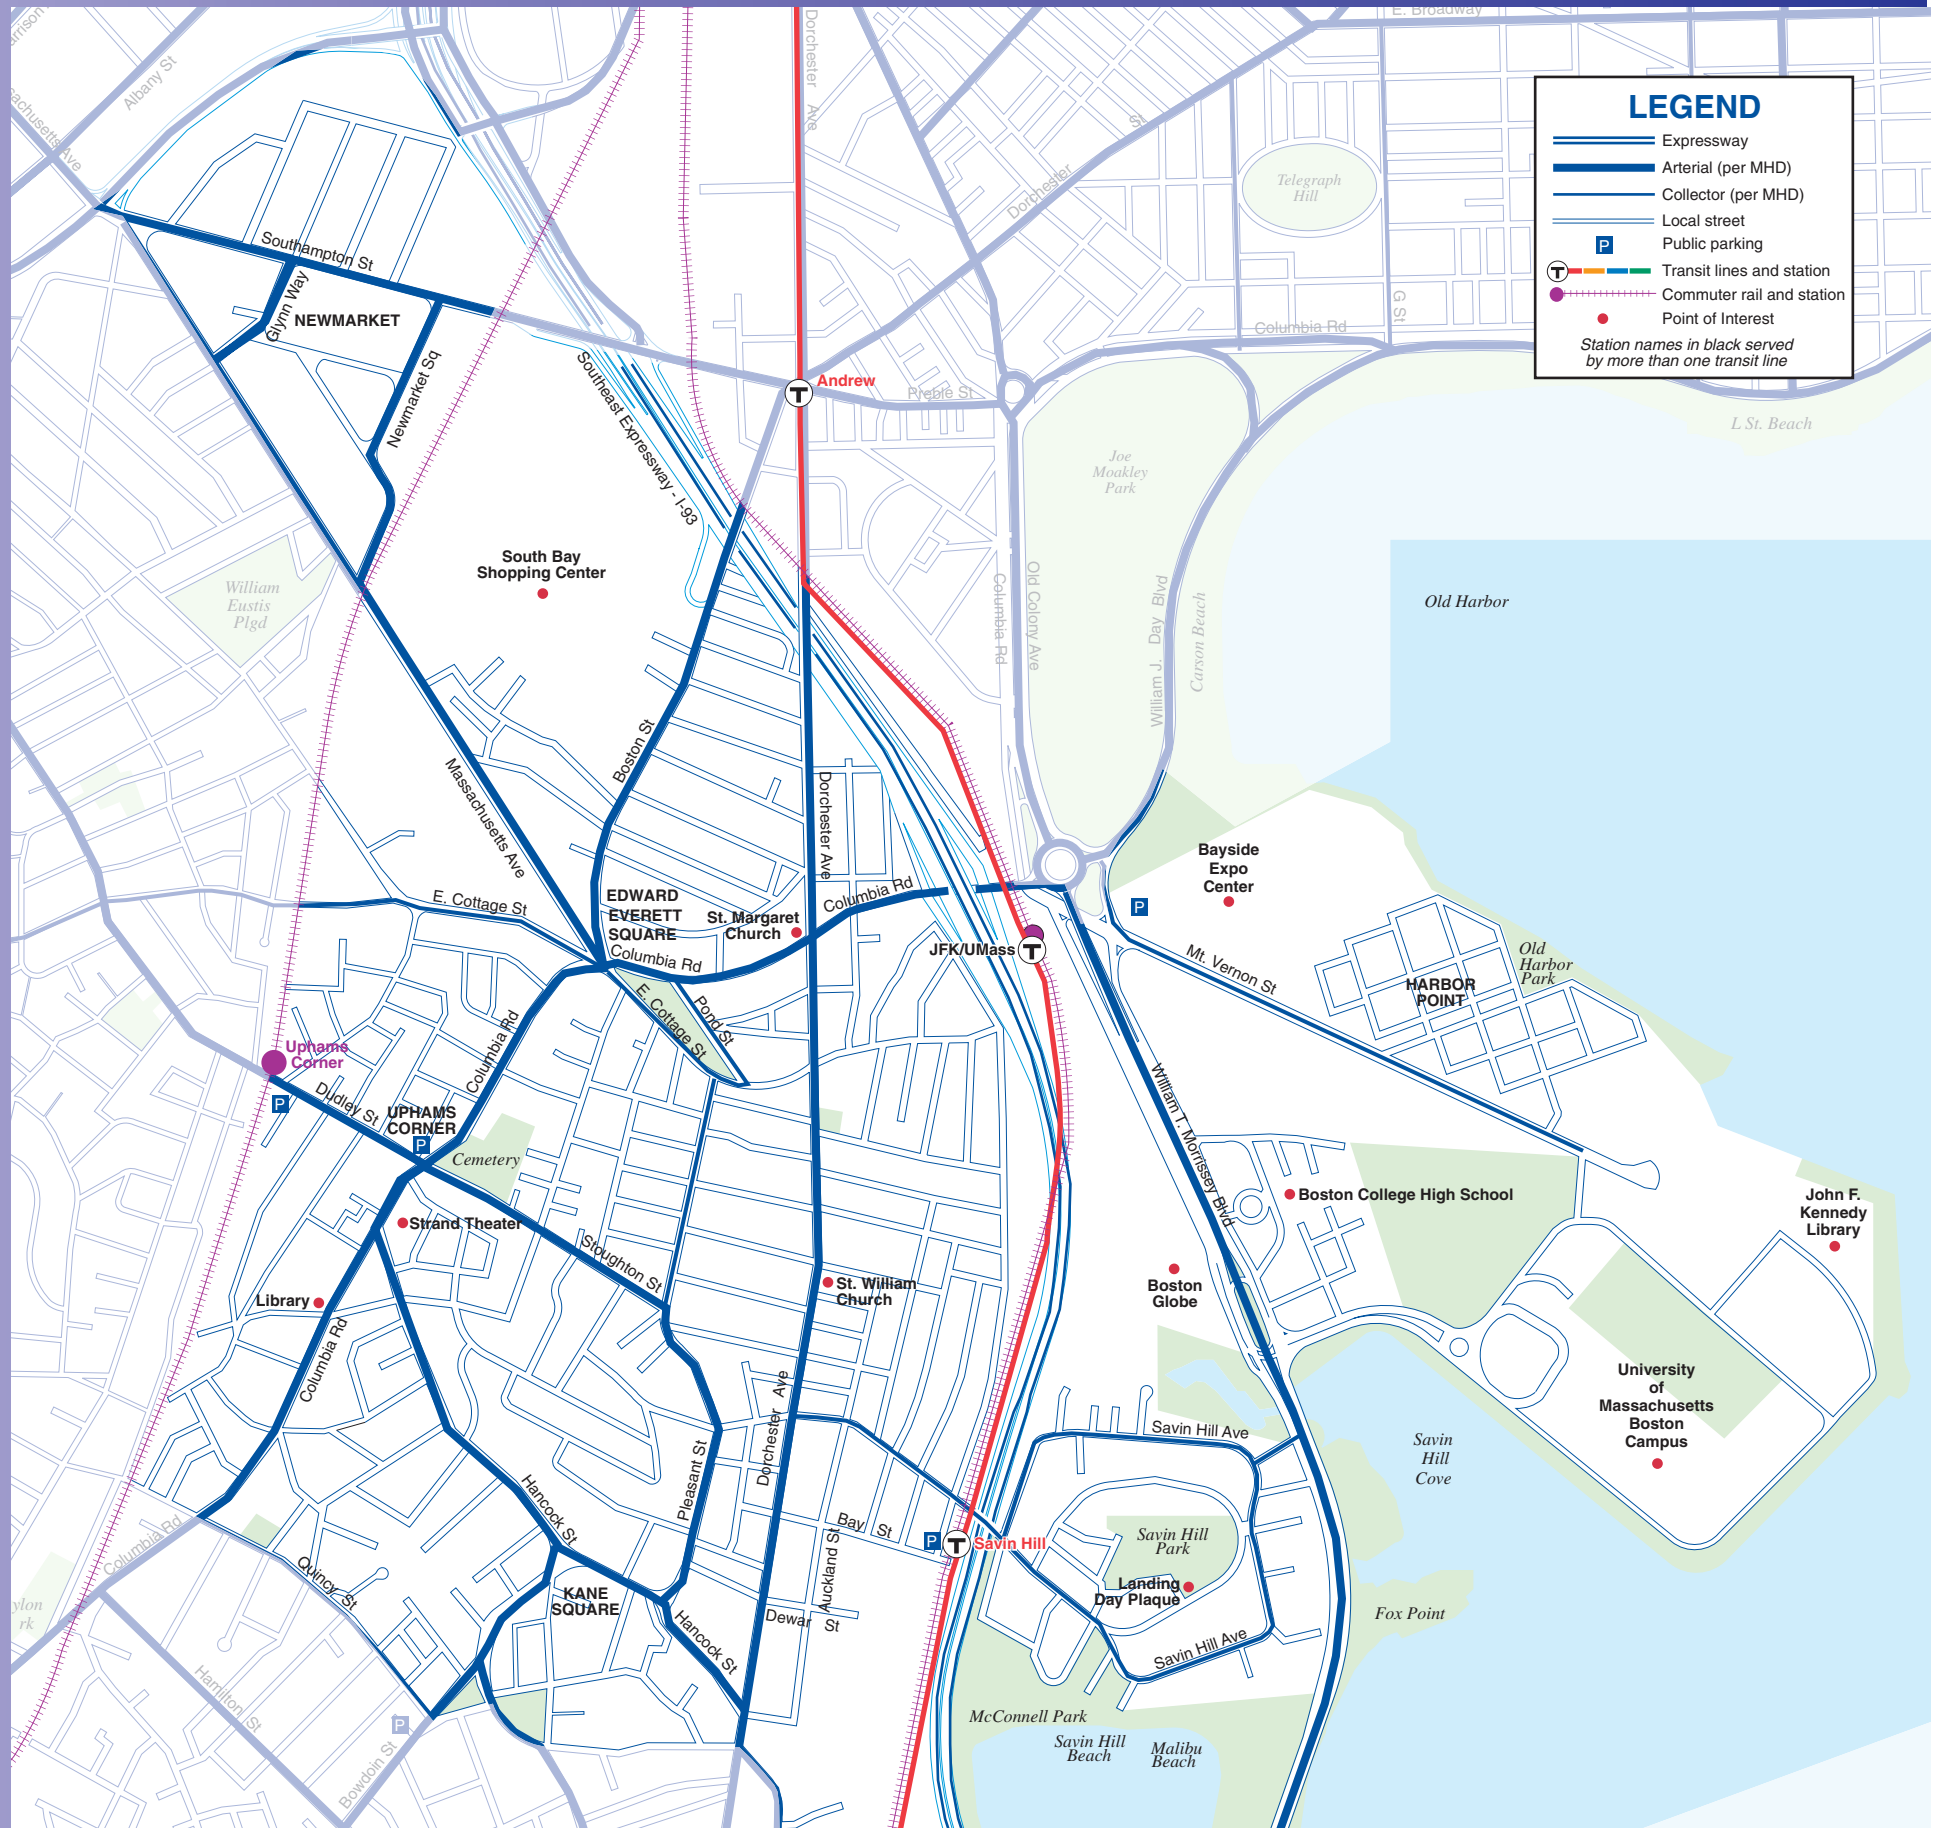 E. Broadway
Albany St
Dorchester Ave
St
Dorchester
Telegraph
Hill
LEGEND
Expressway
Arterial (per MHD)
Collector (per MHD)
Local street
P
Public parking
T
Transit lines and station
Commuter rail and station
Point of Interest
Station names in black served
by more than one transit line
Southampton St
Glynn Way
NEWMARKET
Newmarket Sq
Southeast Expressway - I-93
Columbia Rd
G St
T
Andrew
Preble St
L St. Beach
Joe
Moakley
Park
South Bay
Shopping Center
William
Eustis
Plgd
Columbia Rd
Old Colony Ave
William J. Day Blvd
Carson Beach
Old Harbor
Boston St
Massachusetts Ave
Dorchester Ave
Bayside
Expo
Center
P
E. Cottage St
EDWARD
EVERETT
SQUARE
St. Margaret
Church
Columbia Rd
Columbia Rd
JFK/UMass
T
Mt. Vernon St
Old
Harbor
Park
HARBOR
POINT
E. Cottage St
Pond St
Columbia Rd
Uphams
Corner
P
Dudley St
UPHAMS
CORNER
P
Cemetery
William T. Morrissey Blvd
Boston College High School
John F.
Kennedy
Library
Strand Theater
Stoughton St
St. William
Church
Boston
Globe
Library
Columbia Rd
University
of
Massachusetts
Boston
Campus
Savin
Hill
Cove
Dorchester Ave
Pleasant St
Savin Hill Ave
Hancock St
Bay St
Auckland St
P
T
Savin Hill
Savin Hill
Park
Landing
Day Plaque
Columbia Rd
Quincy St
KANE
SQUARE
Hancock St
Dewar St
Fox Point
Savin Hill Ave
Hamilton St
P
Bowdoin St
McConnell Park
Savin Hill
Beach
Malibu
Beach